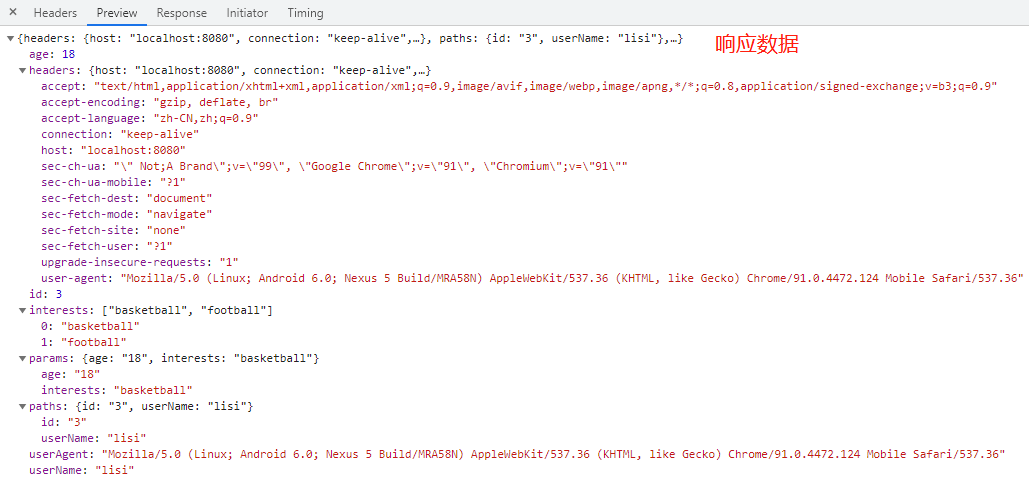 × Headers Preview Response Initiator Timing
▼{headers: {host: "localhost:8080", connection: "keep-alive",…}, paths: {id: "3", userName: "lisi"},…} 响应数据
age: 18
▼headers: {host: "localhost:8080", connection: "keep-alive",…}
accept: "text/html,application/xhtml+xml,application/xml;q=0.9,image/avif,image/webp,image/apng,*/*;q=0.8,application/signed-exchange;v=b3;q=0.9"
accept-encoding: "gzip, deflate, br"
accept-language: "zh-CN,zh;q=0.9"
connection: "keep-alive"
host: "localhost:8080"
sec-ch-ua: "\" Not;A Brand\";v=\"99\", \"Google Chrome\";v=\"91\", \"Chromium\";v=\"91\""
sec-ch-ua-mobile: "?1"
sec-fetch-dest: "document"
sec-fetch-mode: "navigate"
sec-fetch-site: "none"
sec-fetch-user: "?1"
upgrade-insecure-requests: "1"
user-agent: "Mozilla/5.0 (Linux; Android 6.0; Nexus 5 Build/MRA58N) AppleWebKit/537.36 (KHTML, like Gecko) Chrome/91.0.4472.124 Mobile Safari/537.36"
id: 3
▼interests: ["basketball", "football"]
0: "basketball"
1: "football"
▼params: {age: "18", interests: "basketball"}
age: "18"
interests: "basketball"
▼paths: {id: "3", userName: "lisi"}
id: "3"
userName: "lisi"
userAgent: "Mozilla/5.0 (Linux; Android 6.0; Nexus 5 Build/MRA58N) AppleWebKit/537.36 (KHTML, like Gecko) Chrome/91.0.4472.124 Mobile Safari/537.36"
userName: "lisi"